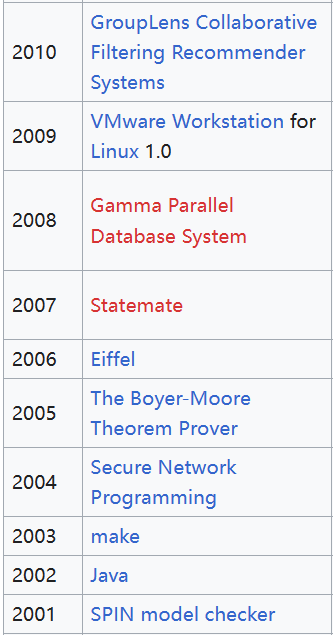 2010
GroupLens Collaborative
Filtering Recommender
Systems
2009
VMware Workstation for
Linux 1.0
2008
Gamma Parallel
Database System
2007
Statemate
2006
Eiffel
2005
The Boyer-Moore
Theorem Prover
2004
Secure Network
Programming
2003
make
2002
Java
2001
SPIN model checker